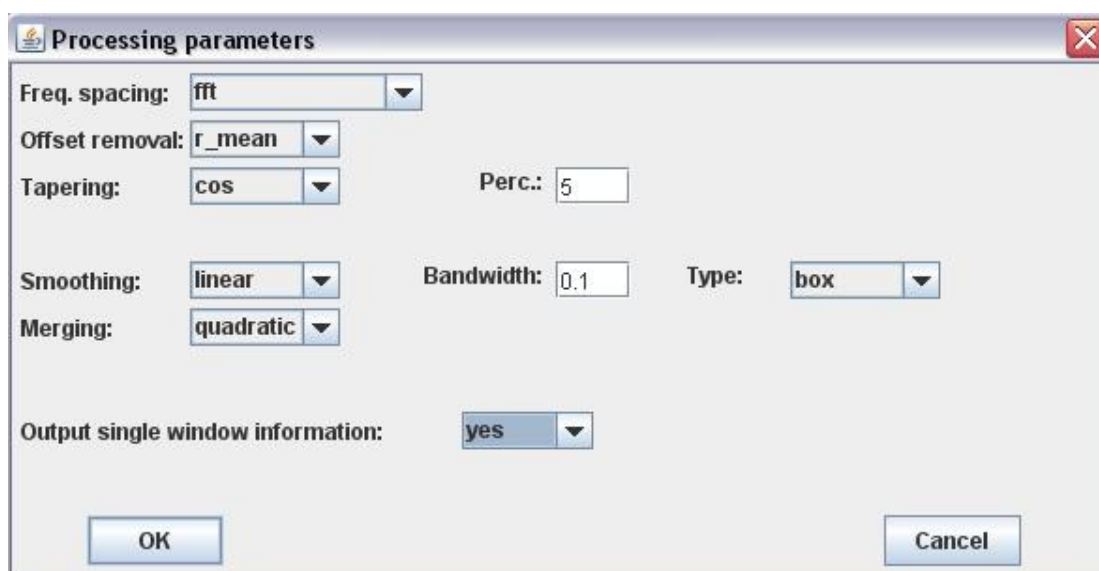 Processing parameters
Freq. spacing: fft
Offset removal: r_mean
Tapering: cos Perc.: 5
Smoothing: linear Bandwidth: 0.1 Type: box
Merging: quadratic
Output single window information: yes
OK Cancel